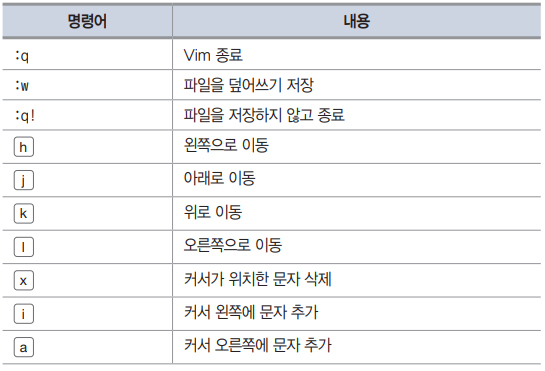 명령어 내용
:q Vim 종료
:w 파일을 덮어쓰기 저장
:q! 파일을 저장하지 않고 종료
h 왼쪽으로 이동
j 아래로 이동
k 위로 이동
l 오른쪽으로 이동
x 커서가 위치한 문자 삭제
i 커서 왼쪽에 문자 추가
a 커서 오른쪽에 문자 추가